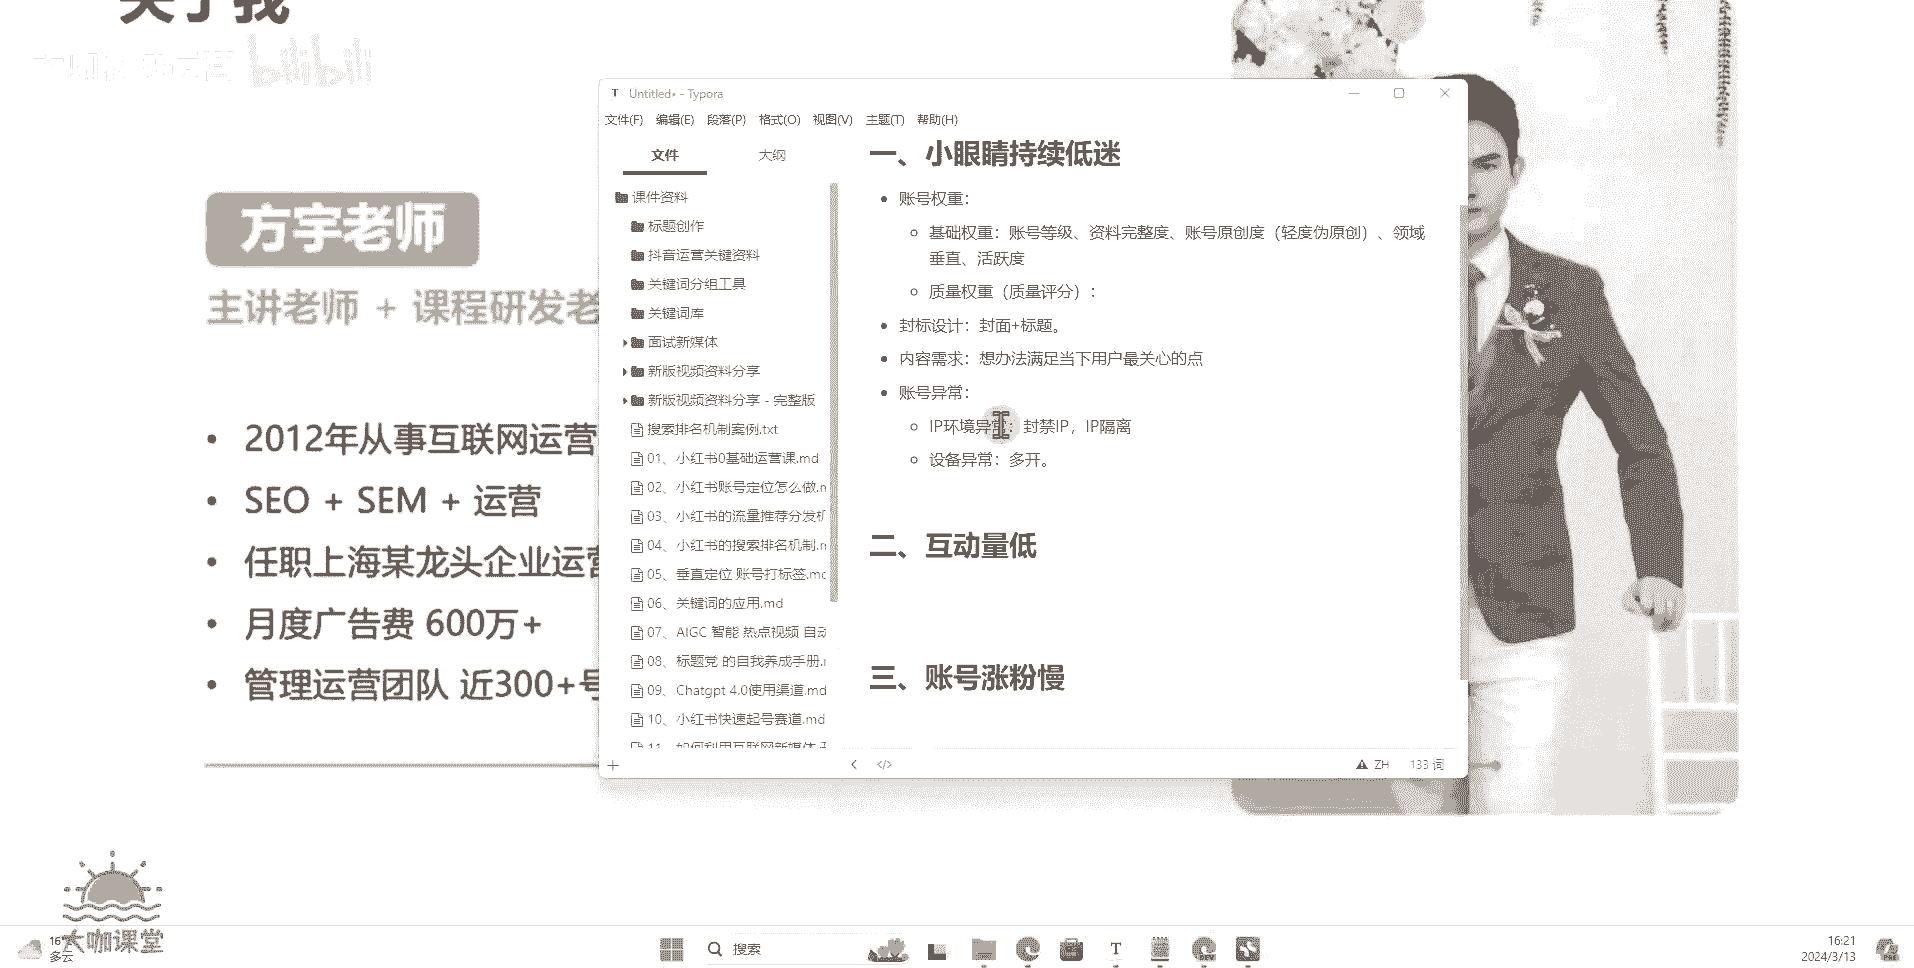 关于我
bilibili
方宇老师
主讲老师 + 课程研发老
2012年从事互联网运营
SEO + SEM + 运营
任职上海某龙头企业运营
月度广告费 600万+
管理运营团队 近300+号
T Untitled• - Typora
文件(F) 编辑(E) 段落(P) 格式(O) 视图(V) 主题(T) 帮助(H)
文件 大纲
课件资料
标题创作
抖音运营关键资料
关键词分组工具
关键词库
面试新媒体
新版视频资料分享
新版视频资料分享 - 完整版
搜索排名机制案例.txt
01、小红书0基础运营课.md
02、小红书账号定位怎么做.m
03、小红书的流量推荐分发机
04、小红书的搜索排名机制.m
05、垂直定位 账号打标签.md
06、关键词的应用.md
07、AIGC 智能 热点视频 自动
08、标题党 的自我养成手册.m
09、Chatgpt 4.0使用渠道.md
10、小红书快速起号赛道.md
11、如何利用互联网新媒体
一、小眼睛持续低迷
账号权重：
基础权重：账号等级、资料完整度、账号原创度（轻度伪原创）、领域
垂直、活跃度
质量权重（质量评分）：
封标设计：封面+标题。
内容需求：想办法满足当下用户最关心的点
账号异常：
IP环境异常：封禁IP，IP隔离
设备异常：多开。
二、互动量低
三、账号涨粉慢
ZH 133 词
大咖课堂
16°
多云
搜索
T
DEV
16:21
2024/3/13
PRE